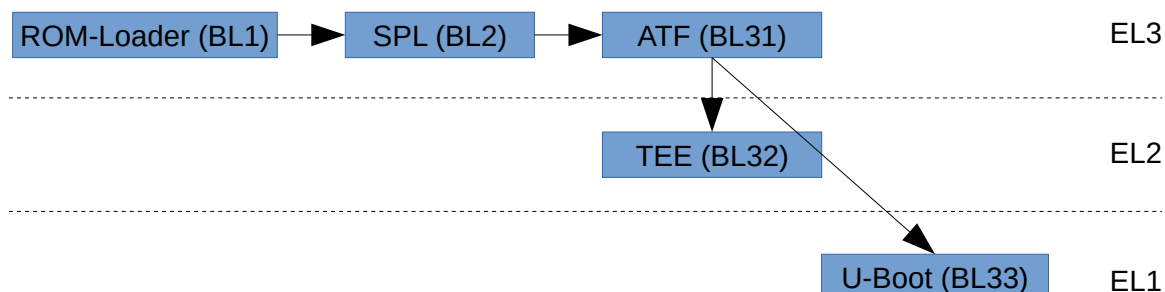 ROM-Loader (BL1) SPL (BL2) ATF (BL31) EL3
TEE (BL32) EL2
U-Boot (BL33) EL1